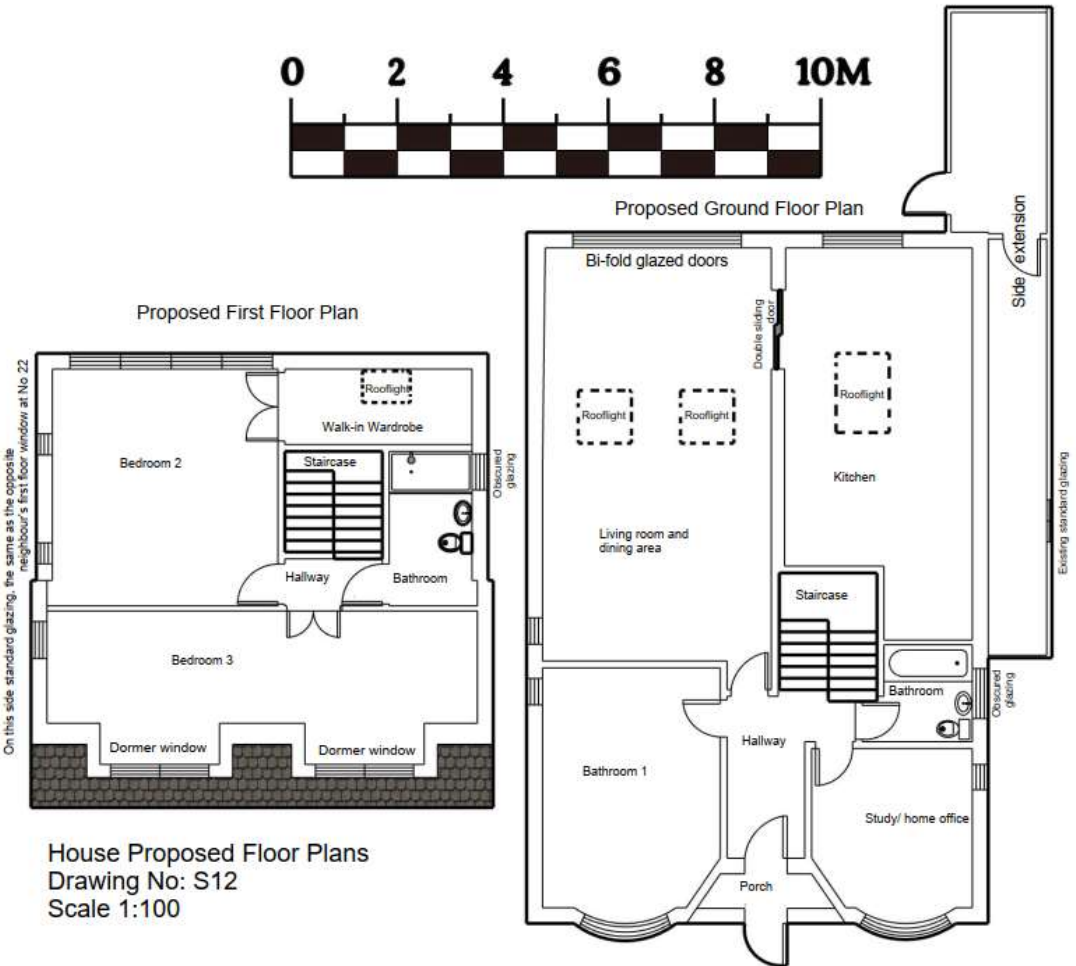 0 2 4 6 8 10M
Proposed Ground Floor Plan
Side extension
Bi-fold glazed doors
Double sliding
door
Rooflight
Rooflight
Rooflight
Kitchen
Existing standard glazing
Living room and
dining area
Staircase
Bathroom
Obscured
glazing
Hallway
Bathroom 1
Study/ home office
Porch
Proposed First Floor Plan
On this side standard glazing, the same as the opposite
neighbour's first floor window at No 22
Rooflight
Walk-in Wardrobe
Bedroom 2
Staircase
Obscured
glazing
Hallway
Bathroom
Bedroom 3
Dormer window
Dormer window
House Proposed Floor Plans
Drawing No: S12
Scale 1:100